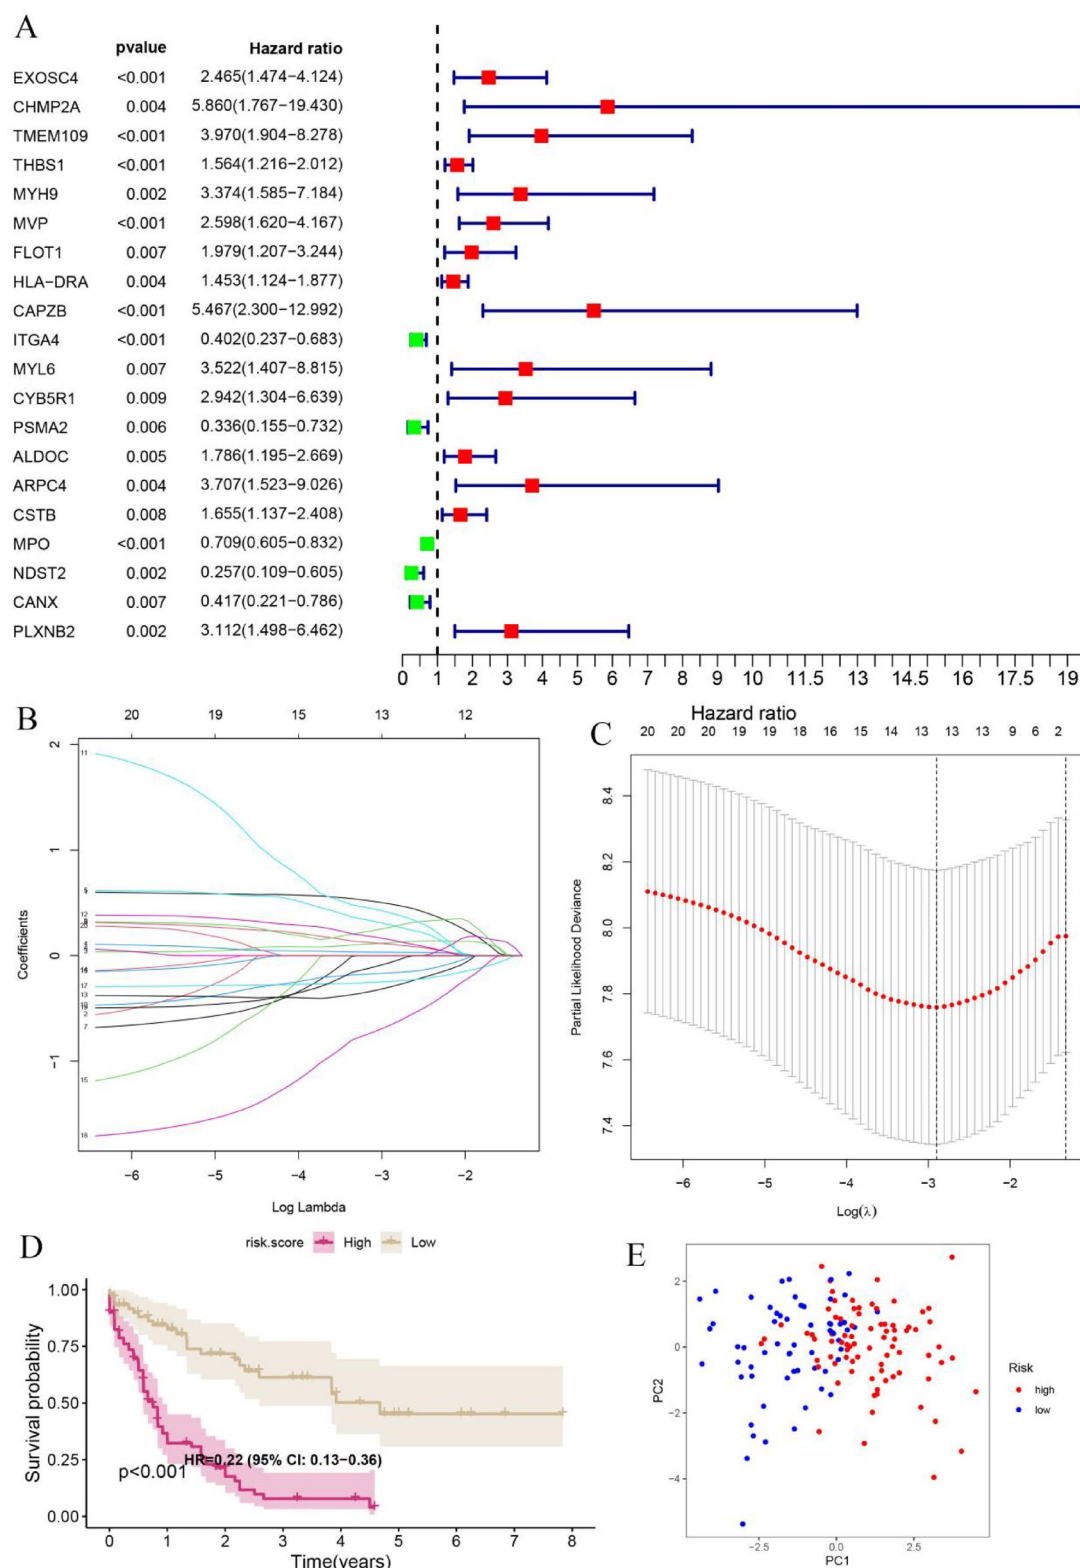 A
pvalue Hazard ratio
EXOSC4 <0.001 2.465(1.474−4.124)
CHMP2A 0.004 5.860(1.767−19.430)
TMEM109 <0.001 3.970(1.904−8.278)
THBS1 <0.001 1.564(1.216−2.012)
MYH9 0.002 3.374(1.585−7.184)
MVP <0.001 2.598(1.620−4.167)
FLOT1 0.007 1.979(1.207−3.244)
HLA−DRA 0.004 1.453(1.124−1.877)
CAPZB <0.001 5.467(2.300−12.992)
ITGA4 <0.001 0.402(0.237−0.683)
MYL6 0.007 3.522(1.407−8.815)
CYB5R1 0.009 2.942(1.304−6.639)
PSMA2 0.006 0.336(0.155−0.732)
ALDOC 0.005 1.786(1.195−2.669)
ARPC4 0.004 3.707(1.523−9.026)
CSTB 0.008 1.655(1.137−2.408)
MPO <0.001 0.709(0.605−0.832)
NDST2 0.002 0.257(0.109−0.605)
CANX 0.007 0.417(0.221−0.786)
PLXNB2 0.002 3.112(1.498−6.462)
0 1 2 3 4 5 6 7 8 9 10 11.5 13 14.5 16 17.5 19
Hazard ratio
B
20 19 15 13 12
2
1
0
−1
Coefficients
11
12
17
13
2
7
15
18
−6 −5 −4 −3 −2
Log Lambda
C
20 20 20 19 19 18 16 15 14 13 13 13 9 6 2
8.4
8.2
8.0
7.8
7.6
7.4
Partial Likelihood Deviance
−6 −5 −4 −3 −2
Log(λ)
D
risk.score High Low
1.00
0.75
0.50
0.25
0.00
Survival probability
HR=0.22 (95% CI: 0.13−0.36)
p<0.001
0 1 2 3 4 5 6 7 8
Time(years)
E
2
0
−2
−4
PC2
−2.5 0.0 2.5
PC1
Risk
high
low